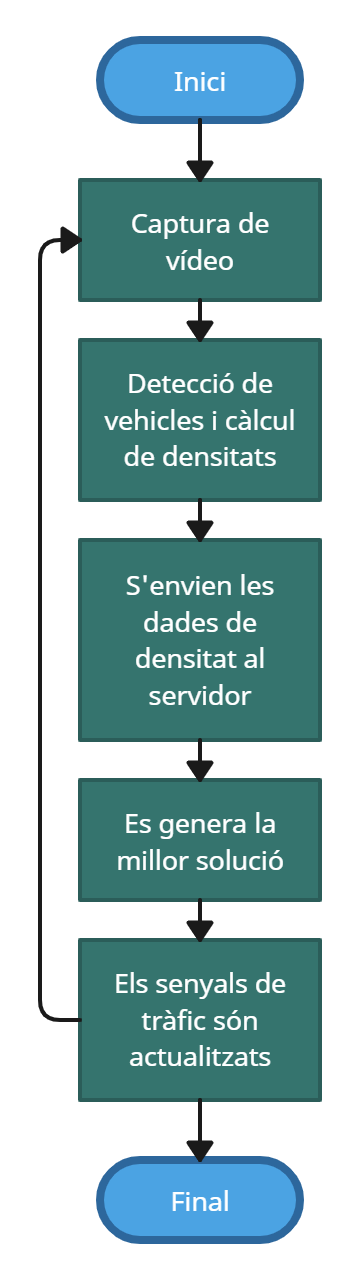 Inici
Captura de
vídeo
Detecció de
vehicles i càlcul
de densitats
S'envien les
dades de
densitat al
servidor
Es genera la
millor solució
Els senyals de
tràfic són
actualitzats
Final